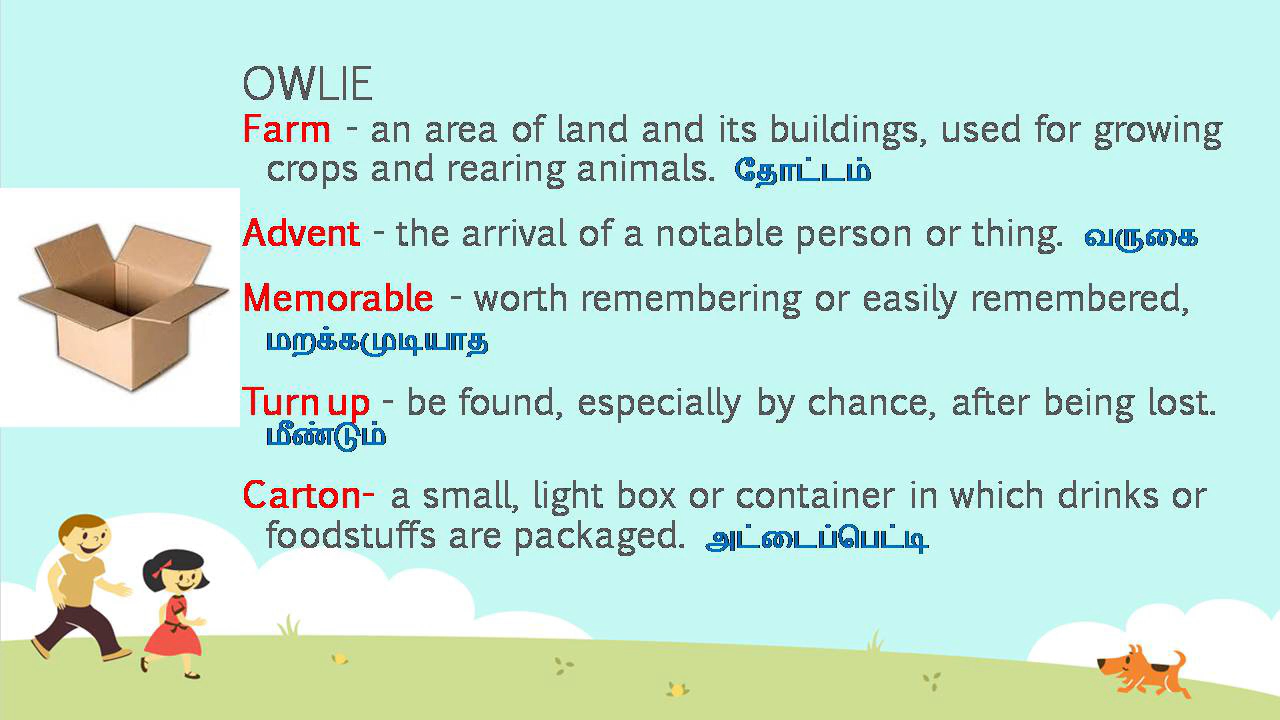 OWLIE
Farm - an area of land and its buildings, used for growing
crops and rearing animals. தோட்டம்
Advent - the arrival of a notable person or thing. வருகை
Memorable - worth remembering or easily remembered,
மறக்கமுடியாத
Turn up - be found, especially by chance, after being lost.
மீண்டும்
Carton- a small, light box or container in which drinks or
foodstuffs are packaged. அட்டைப்பெட்டி